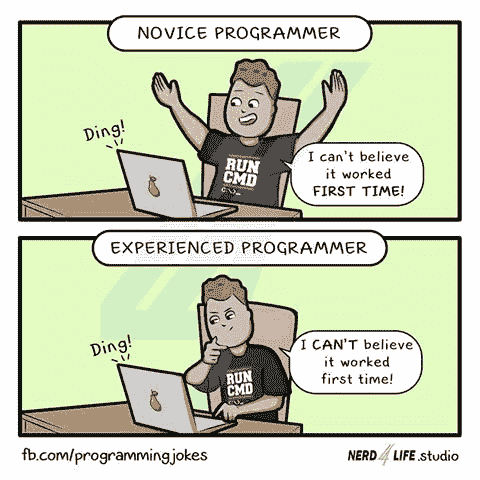 NOVICE PROGRAMMER
Ding!
RUN
CMD
I can't believe
it worked
FIRST TIME!
EXPERIENCED PROGRAMMER
Ding!
RUN
CMD
I CAN'T believe
it worked
first time!
fb.com/programmingjokes
NERD4LIFE.studio